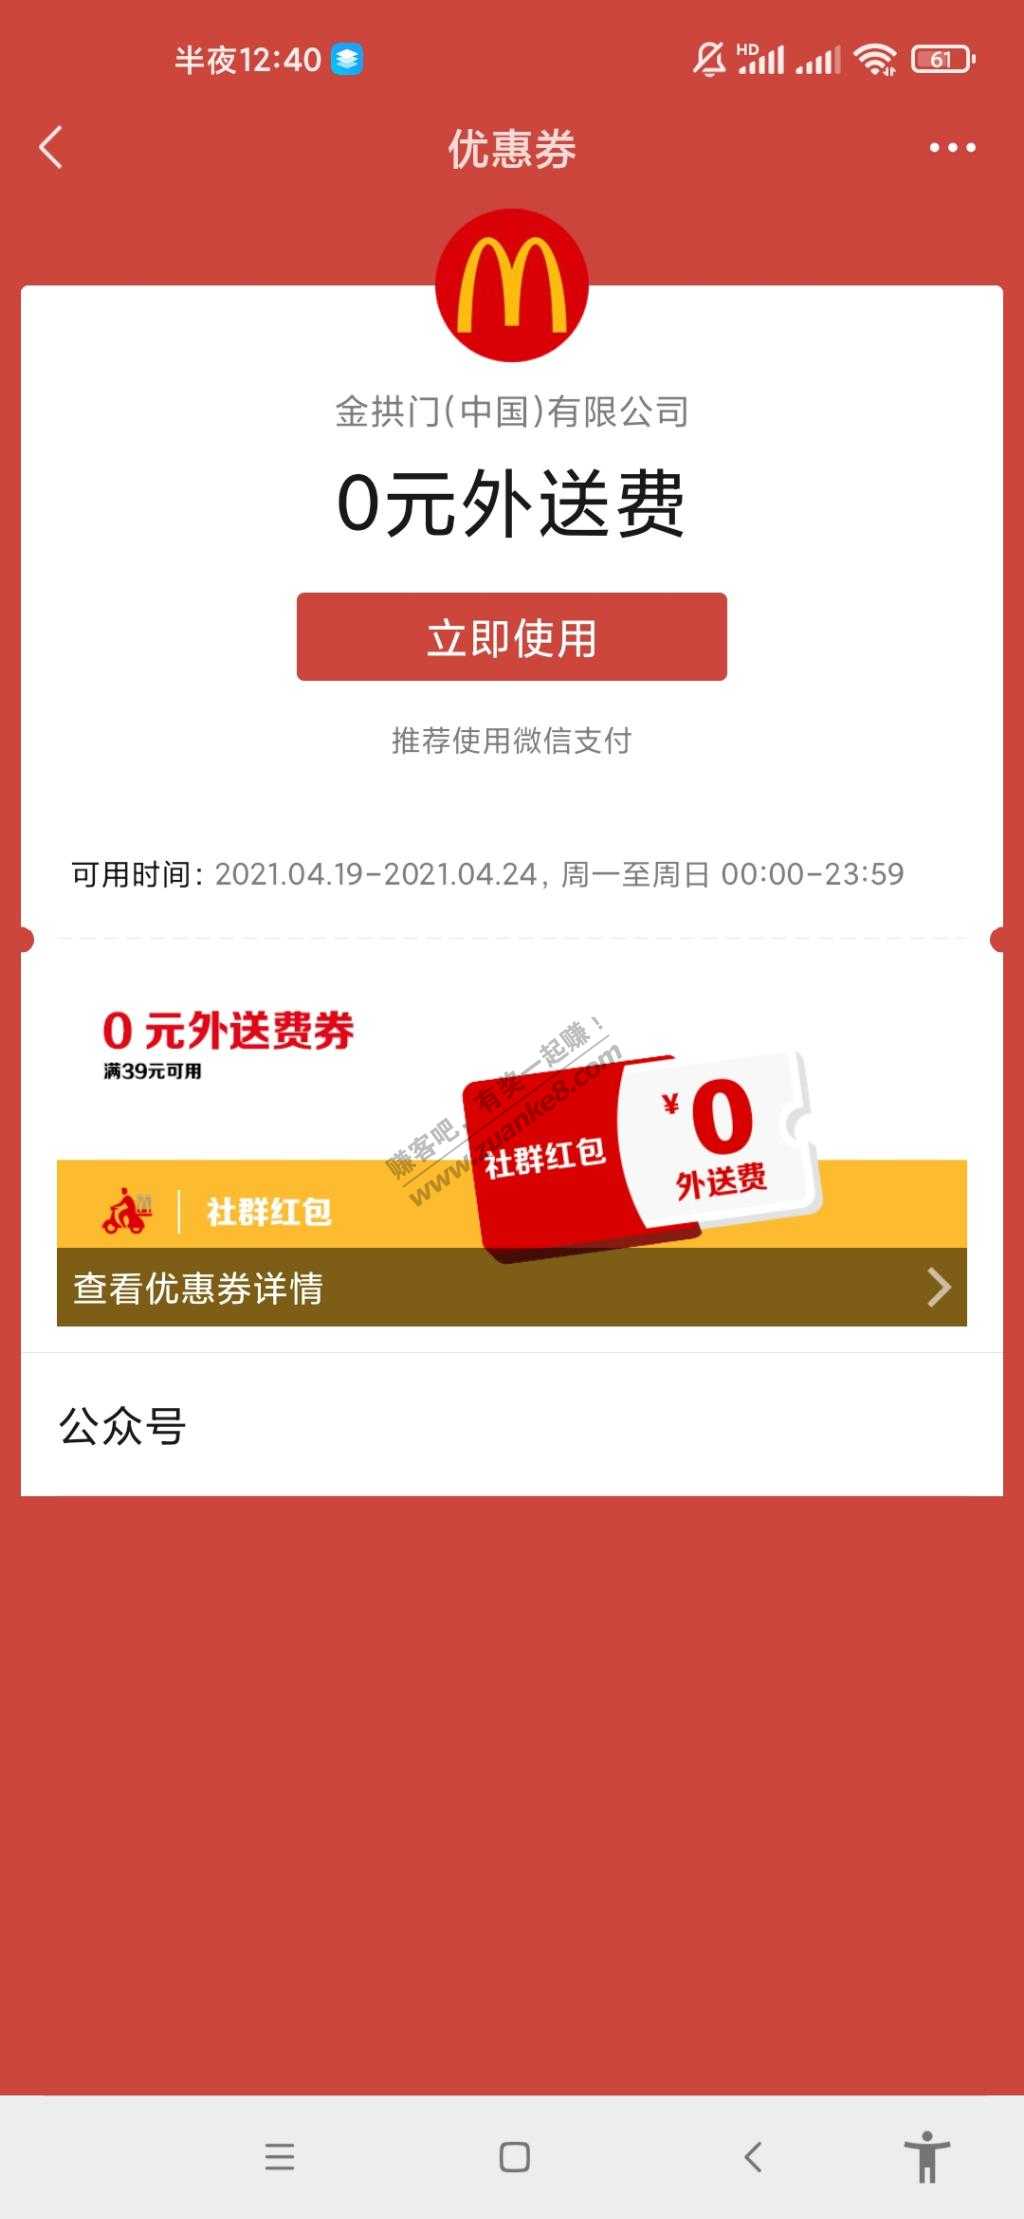 半夜12:40
HD
61
优惠券
金拱门(中国)有限公司
0元外送费
立即使用
推荐使用微信支付
可用时间：2021.04.19-2021.04.24, 周一至周日 00:00-23:59
0 元外送费券
满39元可用
赚客吧，有奖一起赚！
www.zuanke8.com
社群红包
¥ 0
外送费
社群红包
查看优惠券详情
公众号